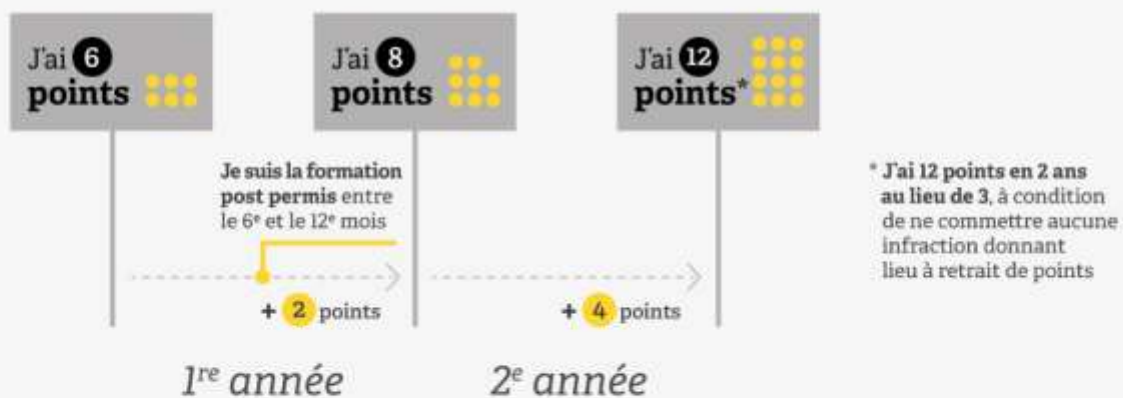 J'ai 6
points
J'ai 8
points
J'ai 12
points*
Je suis la formation
post permis entre
le 6e et le 12e mois
* J'ai 12 points en 2 ans
au lieu de 3, à condition
de ne commettre aucune
infraction donnant
lieu à retrait de points
+ 2 points
+ 4 points
1re année
2e année